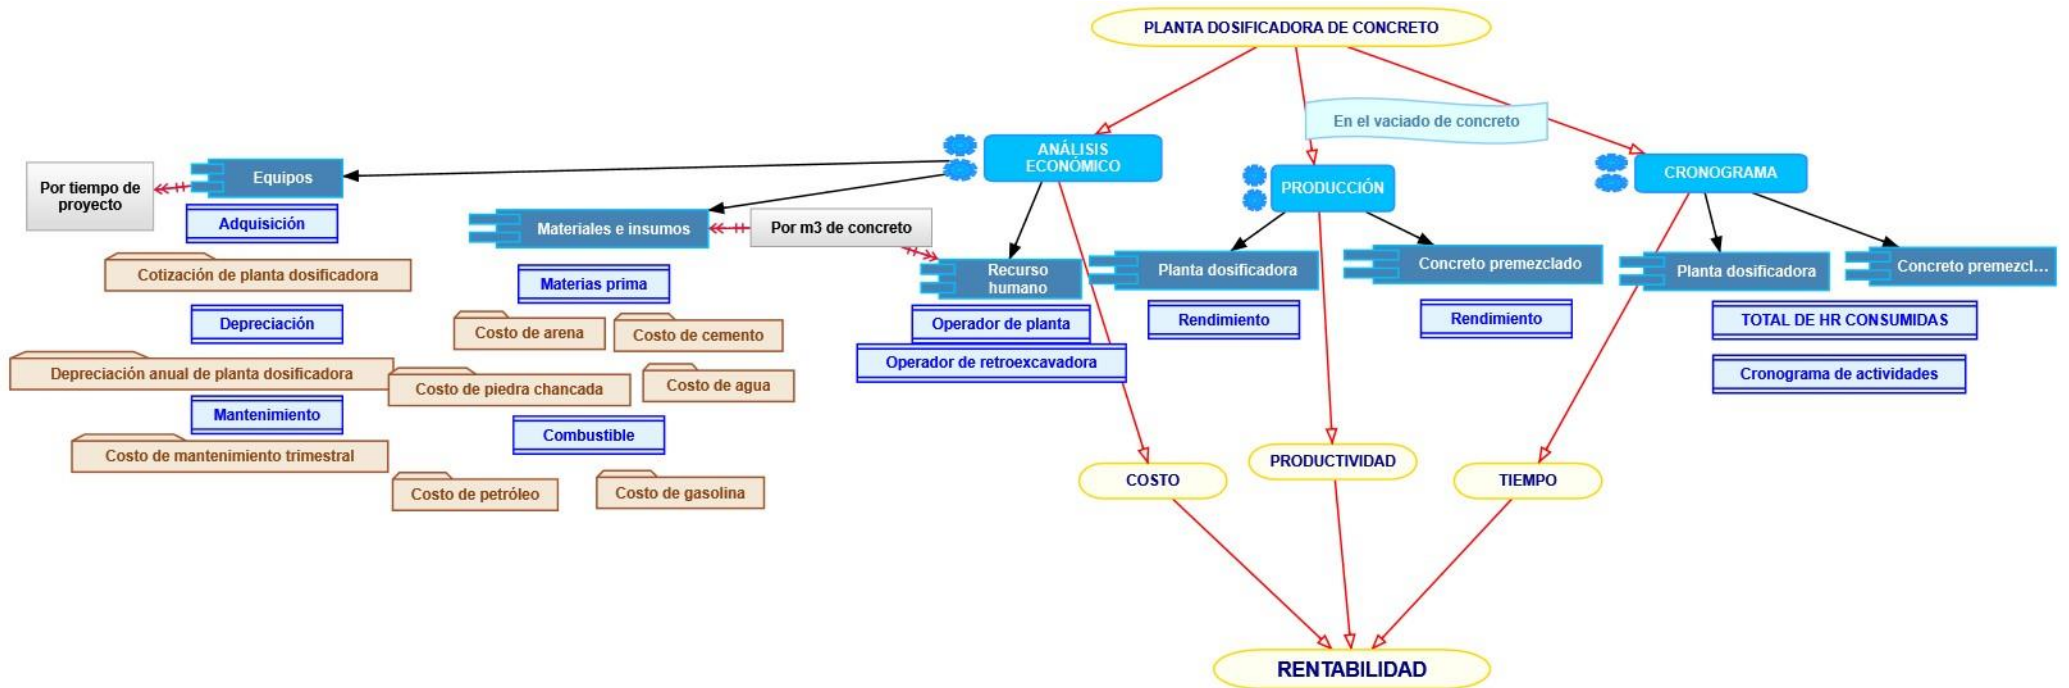 PLANTA DOSIFICADORA DE CONCRETO
En el vaciado de concreto
ANÁLISIS
ECONÓMICO
PRODUCCIÓN
CRONOGRAMA
Por tiempo de
proyecto
Equipos
Adquisición
Cotización de planta dosificadora
Depreciación
Depreciación anual de planta dosificadora
Mantenimiento
Costo de mantenimiento trimestral
Materiales e insumos
Por m3 de concreto
Materias prima
Costo de arena
Costo de cemento
Costo de piedra chancada
Costo de agua
Combustible
Costo de petróleo
Costo de gasolina
Recurso
humano
Operador de planta
Operador de retroexcavadora
Planta dosificadora
Rendimiento
Concreto premezclado
Rendimiento
Planta dosificadora
Concreto premezcl...
TOTAL DE HR CONSUMIDAS
Cronograma de actividades
COSTO
PRODUCTIVIDAD
TIEMPO
RENTABILIDAD